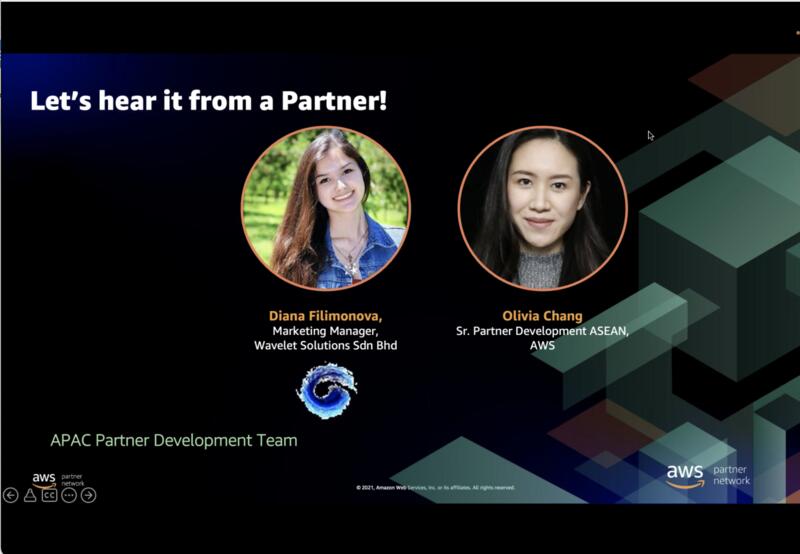 Let's hear it from a Partner!
Diana Filimonova,
Marketing Manager,
Wavelet Solutions Sdn Bhd
Olivia Chang
Sr. Partner Development ASEAN,
AWS
APAC Partner Development Team
aws partner
network
CC
© 2021, Amazon Web Services, Inc. or its affiliates. All rights reserved.
aws partner
network